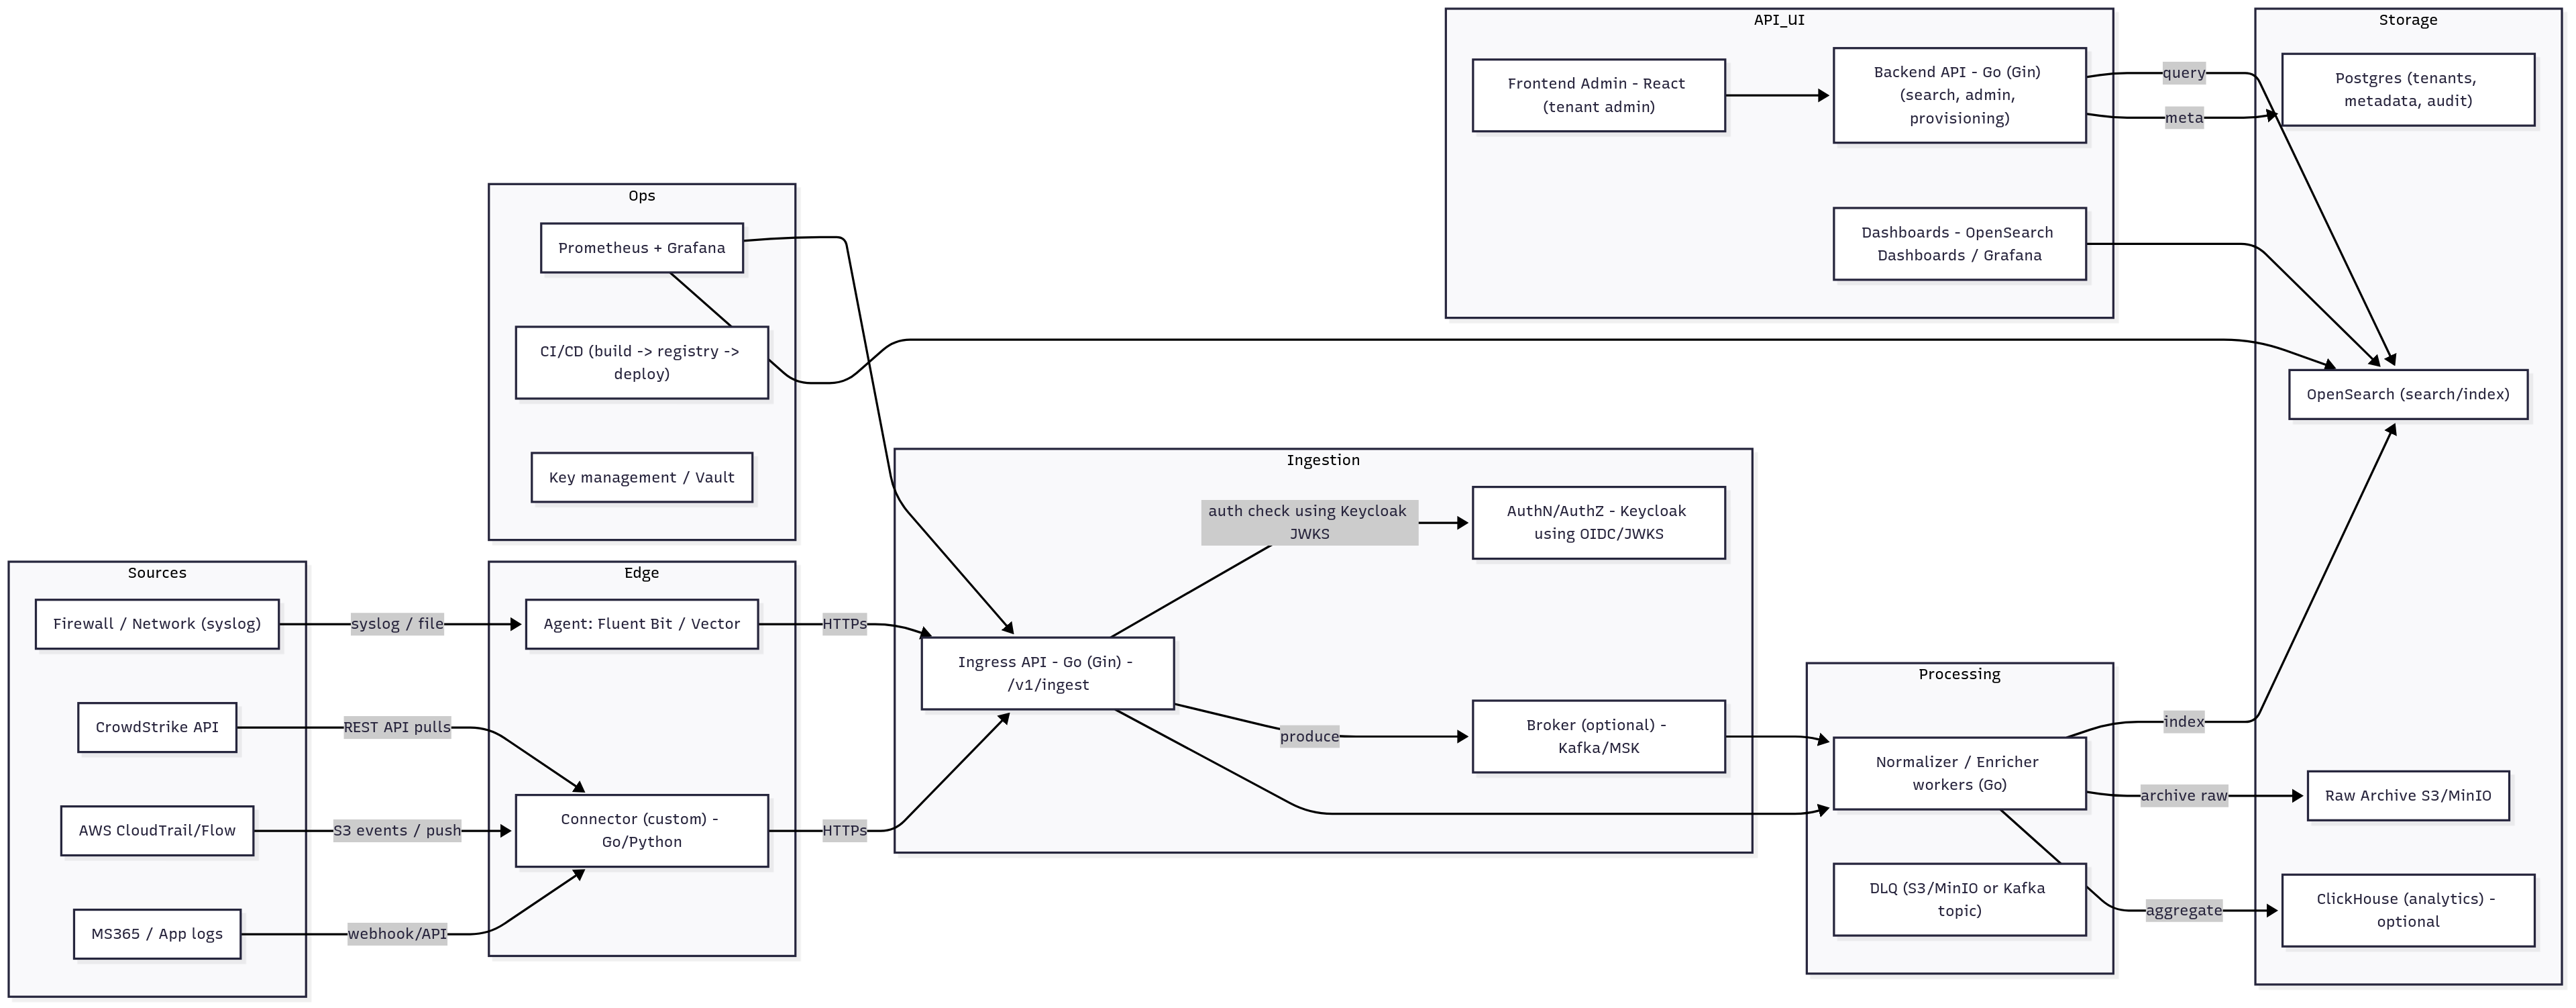 API_UI
Frontend Admin - React
(tenant admin)
Backend API - Go (Gin)
(search, admin,
provisioning)
Dashboards - OpenSearch
Dashboards / Grafana
query
meta
Storage
Postgres (tenants,
metadata, audit)
OpenSearch (search/index)
Raw Archive S3/MinIO
ClickHouse (analytics) -
optional
Ops
Prometheus + Grafana
CI/CD (build -> registry ->
deploy)
Key management / Vault
Ingestion
auth check using Keycloak
JWKS
AuthN/AuthZ - Keycloak
using OIDC/JWKS
Ingress API - Go (Gin) -
/v1/ingest
produce
Broker (optional) -
Kafka/MSK
Sources
Firewall / Network (syslog)
CrowdStrike API
AWS CloudTrail/Flow
MS365 / App logs
syslog / file
REST API pulls
S3 events / push
webhook/API
Edge
Agent: Fluent Bit / Vector
Connector (custom) -
Go/Python
HTTPs
HTTPs
Processing
Normalizer / Enricher
workers (Go)
DLQ (S3/MinIO or Kafka
topic)
index
archive raw
aggregate